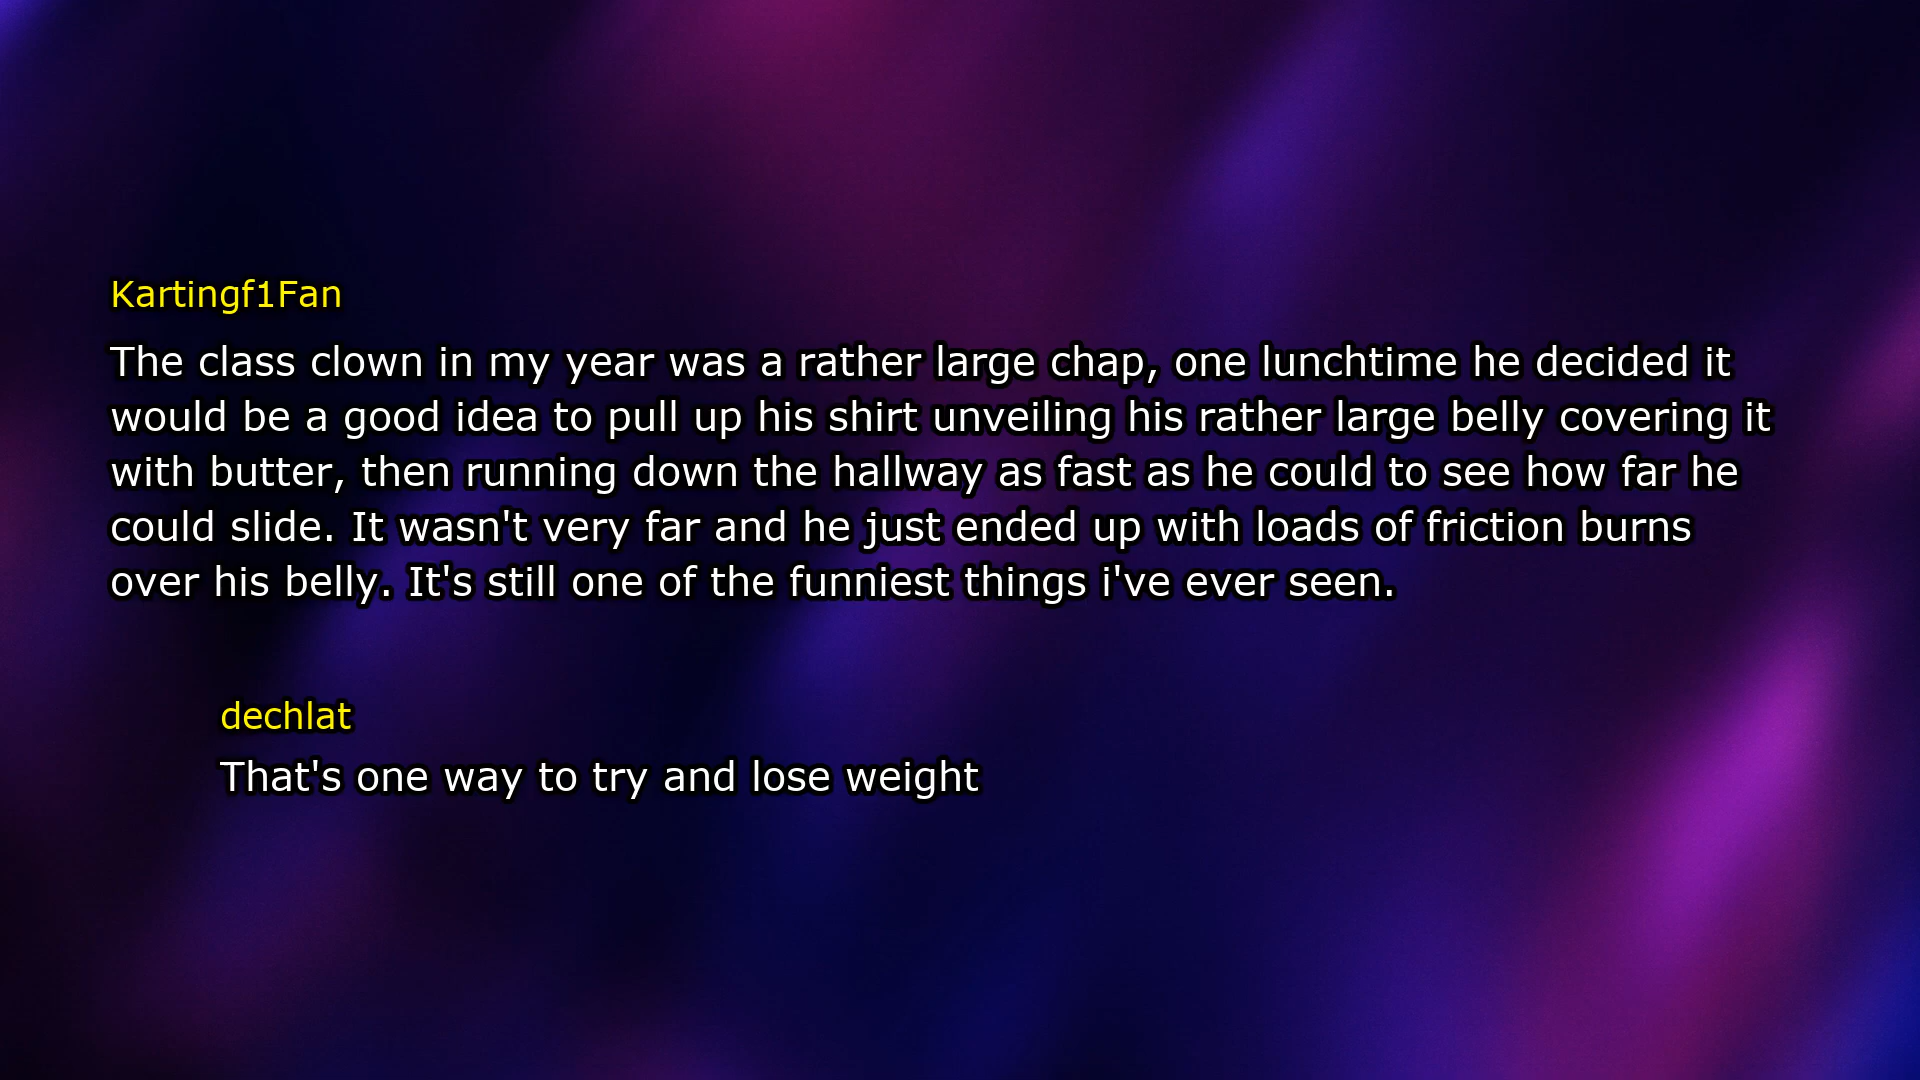 Kartingf1Fan
The class clown in my year was a rather large chap, one lunchtime he decided it
would be a good idea to pull up his shirt unveiling his rather large belly covering it
with butter, then running down the hallway as fast as he could to see how far he
could slide. It wasn't very far and he just ended up with loads of friction burns
over his belly. It's still one of the funniest things i've ever seen.
dechlat
That's one way to try and lose weight